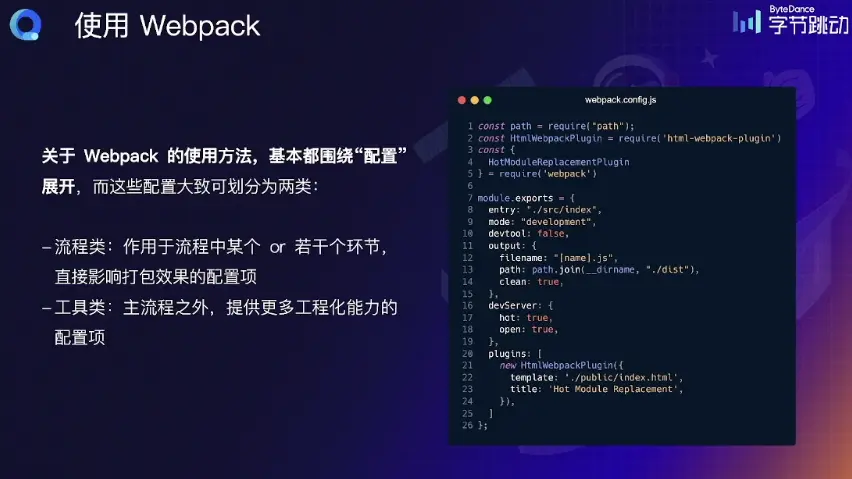 使用 Webpack
ByteDance
字节跳动
关于 Webpack 的使用方法，基本都围绕“配置”
展开，而这些配置大致可划分为两类：
– 流程类：作用于流程中某个 or 若干个环节，
直接影响打包效果的配置项
– 工具类：主流程之外，提供更多工程化能力的
配置项
webpack.config.js
1 const path = require("path");
2 const HtmlWebpackPlugin = require('html-webpack-plugin')
3 const {
4   HotModuleReplacementPlugin
5 } = require('webpack')
6
7 module.exports = {
8   entry: "./src/index",
9   mode: "development",
10   devtool: false,
11   output: {
12     filename: "[name].js",
13     path: path.join(__dirname, "./dist"),
14     clean: true,
15   },
16   devServer: {
17     hot: true,
18     open: true,
19   },
20   plugins: [
21     new HtmlWebpackPlugin({
22       template: './public/index.html',
23       title: 'Hot Module Replacement',
24     }),
25   ]
26 };